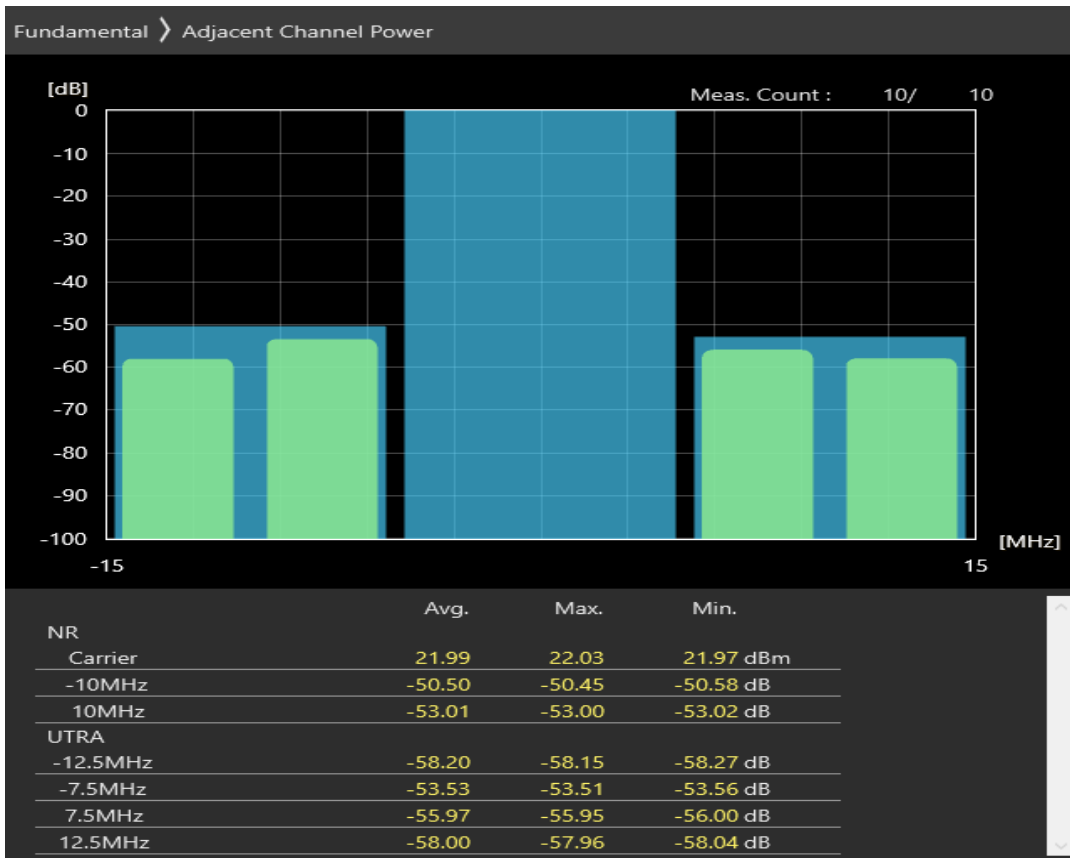 Fundamental 〉 Adjacent Channel Power
[dB]
Meas. Count : 10/ 10
0
-10
-20
-30
-40
-50
-60
-70
-80
-90
-100
[MHz]
-15 15
Avg. Max. Min.
NR
Carrier 21.99 22.03 21.97 dBm
-10MHz -50.50 -50.45 -50.58 dB
10MHz -53.01 -53.00 -53.02 dB
UTRA
-12.5MHz -58.20 -58.15 -58.27 dB
-7.5MHz -53.53 -53.51 -53.56 dB
7.5MHz -55.97 -55.95 -56.00 dB
12.5MHz -58.00 -57.96 -58.04 dB